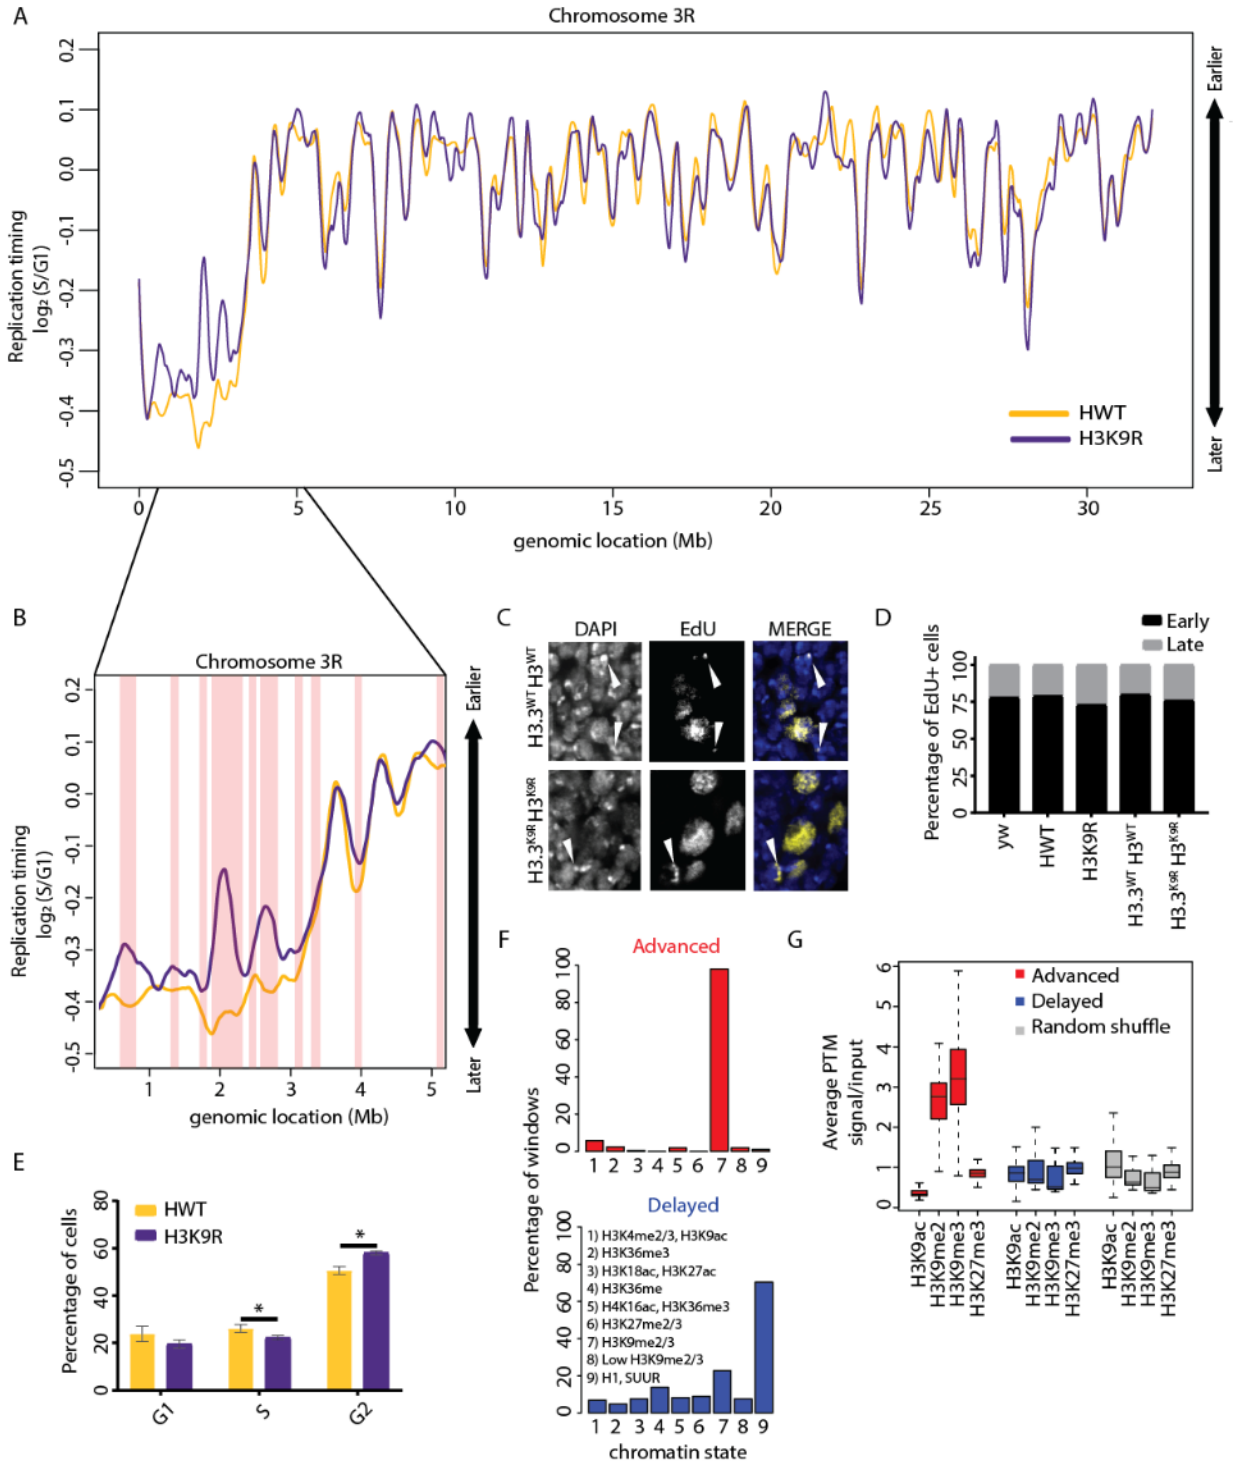 A
Chromosome 3R
0.2
0.1
0.0
-0.1
-0.2
-0.3
-0.4
-0.5
Replication timing
log₂ (S/G1)
Earlier
Later
HWT
H3K9R
0
5
10
15
20
25
30
genomic location (Mb)
B
Chromosome 3R
0.2
0.1
0.0
-0.1
-0.2
-0.3
-0.4
-0.5
Replication timing
log₂ (S/G1)
Earlier
Later
1
2
3
4
5
genomic location (Mb)
C
DAPI
EdU
MERGE
H3.3ᵂᵀ H3ᵂᵀ
H3.3ᴷ⁹ᴿ H3ᴷ⁹ᴿ
D
Early
Late
Percentage of EdU+ cells
100
75
50
25
0
yw
HWT
H3K9R
H3.3ᵂᵀ H3ᵂᵀ
H3.3ᴷ⁹ᴿ H3ᴷ⁹ᴿ
E
Percentage of cells
80
60
40
20
0
HWT
H3K9R
*
*
G1
S
G2
F
Advanced
Percentage of windows
100
80
60
40
20
0
1 2 3 4 5 6 7 8 9
Delayed
100
80
60
40
20
0
1) H3K4me2/3, H3K9ac
2) H3K36me3
3) H3K18ac, H3K27ac
4) H3K36me
5) H4K16ac, H3K36me3
6) H3K27me2/3
7) H3K9me2/3
8) Low H3K9me2/3
9) H1, SUUR
1 2 3 4 5 6 7 8 9
chromatin state
G
Advanced
Delayed
Random shuffle
Average PTM
signal/input
6
5
4
3
2
1
0
H3K9ac
H3K9me2
H3K9me3
H3K27me3
H3K9ac
H3K9me2
H3K9me3
H3K27me3
H3K9ac
H3K9me2
H3K9me3
H3K27me3